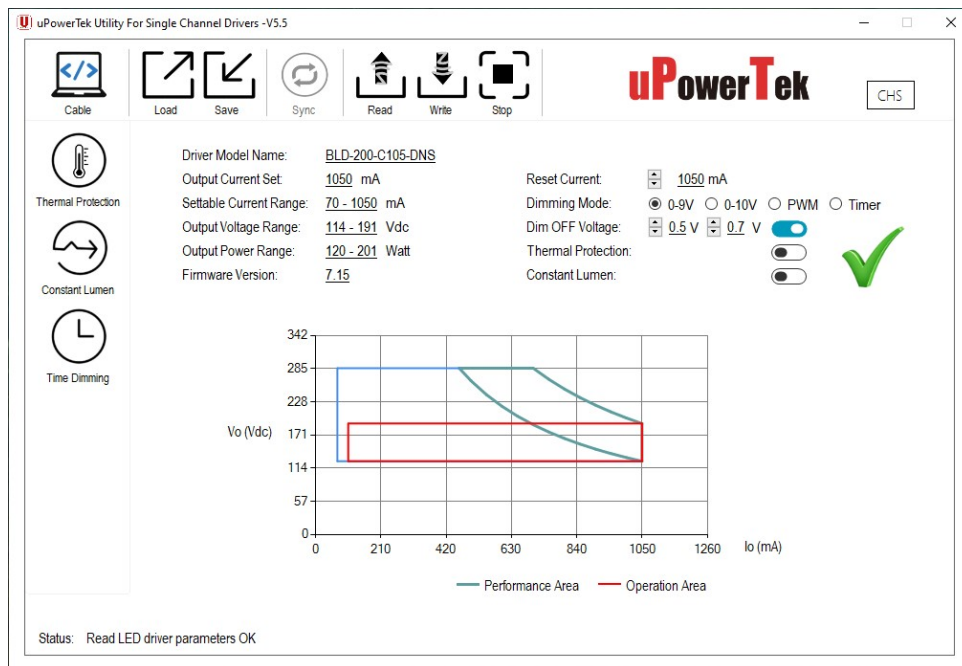 uPowerTek Utility For Single Channel Drivers -V5.5
Cable Load Save Sync Read Write Stop
uPowerTek
CHS
Thermal Protection
Constant Lumen
Time Dimming
Driver Model Name: BLD-200-C105-DNS
Output Current Set: 1050 mA
Settable Current Range: 70 - 1050 mA
Output Voltage Range: 114 - 191 Vdc
Output Power Range: 120 - 201 Watt
Firmware Version: 7.15
Reset Current: 1050 mA
Dimming Mode: 0-9V 0-10V PWM Timer
Dim OFF Voltage: 0.5 V 0.7 V
Thermal Protection:
Constant Lumen:
342
285
228
Vo (Vdc)
171
114
57
0
0 210 420 630 840 1050 1260 Io (mA)
Performance Area Operation Area
Status: Read LED driver parameters OK